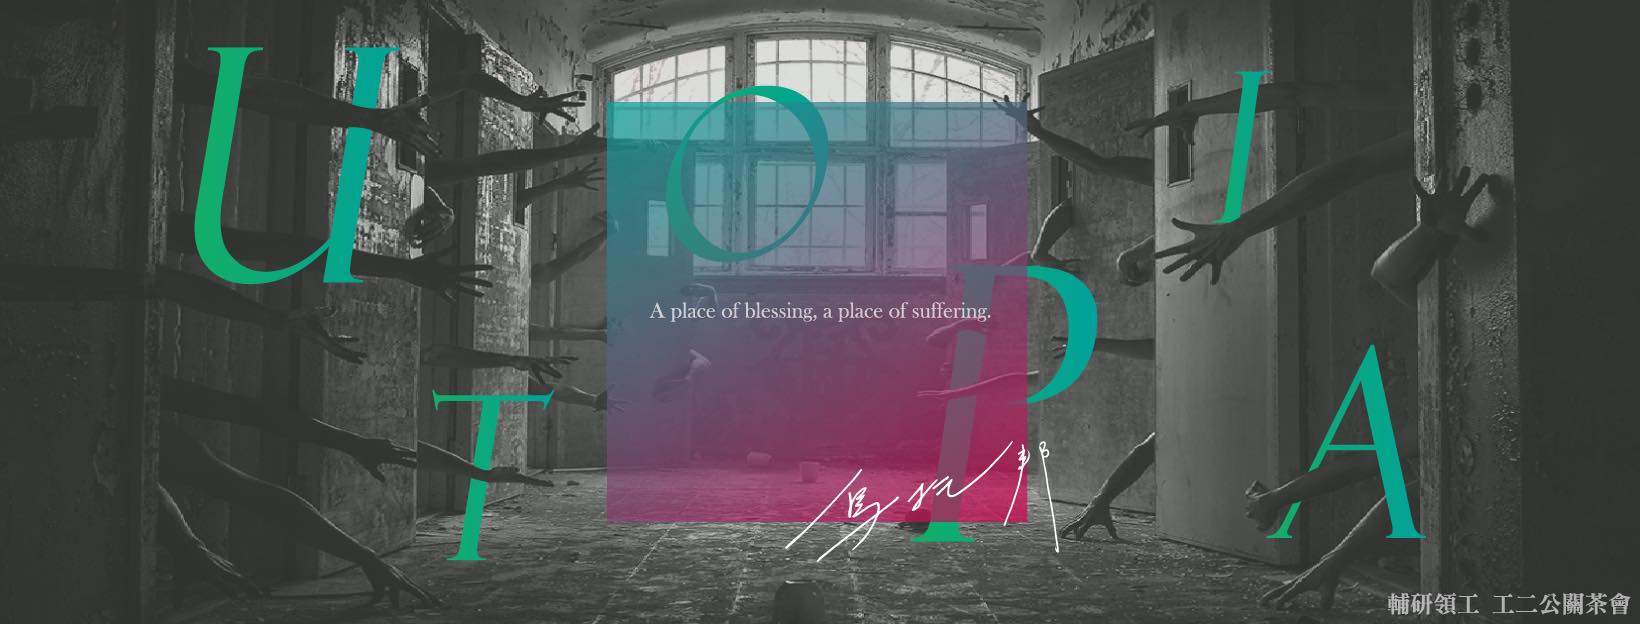 UTOPIA
A place of blessing, a place of suffering.
烏托邦
輔研領工 工二公關茶會